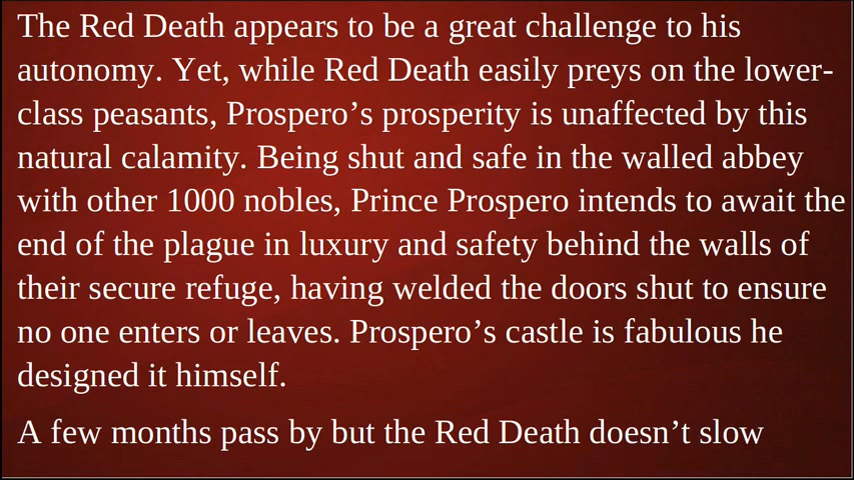 The Red Death appears to be a great challenge to his
autonomy. Yet, while Red Death easily preys on the lower-
class peasants, Prospero’s prosperity is unaffected by this
natural calamity. Being shut and safe in the walled abbey
with other 1000 nobles, Prince Prospero intends to await the
end of the plague in luxury and safety behind the walls of
their secure refuge, having welded the doors shut to ensure
no one enters or leaves. Prospero’s castle is fabulous he
designed it himself.
A few months pass by but the Red Death doesn’t slow